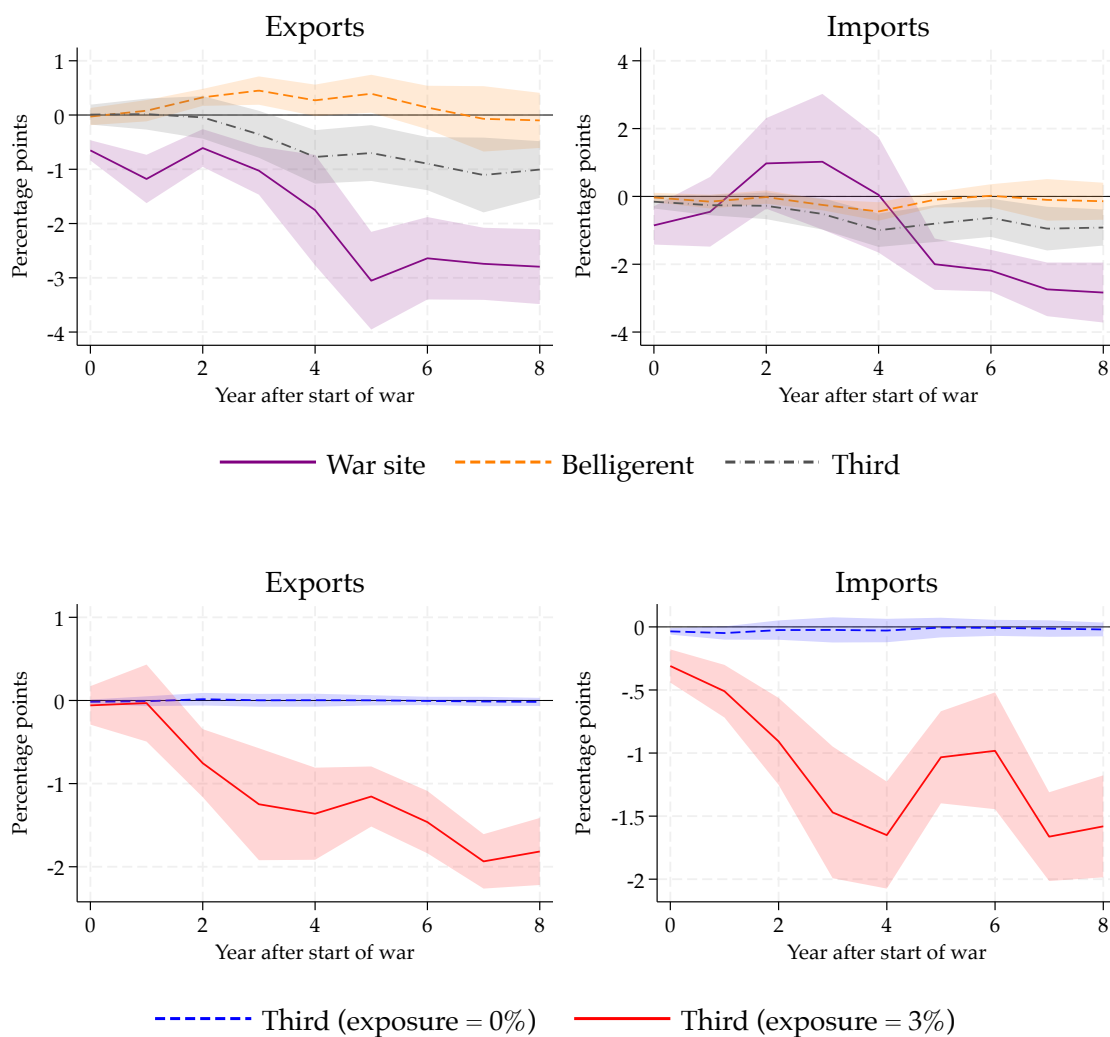 Exports
Imports
Percentage points
1
0
-1
-2
-3
-4
0 2 4 6 8
Year after start of war
Percentage points
4
2
0
-2
-4
0 2 4 6 8
Year after start of war
War site Belligerent Third
Exports
Imports
Percentage points
1
0
-1
-2
0 2 4 6 8
Year after start of war
Percentage points
0
-.5
-1
-1.5
-2
0 2 4 6 8
Year after start of war
Third (exposure = 0%) Third (exposure = 3%)